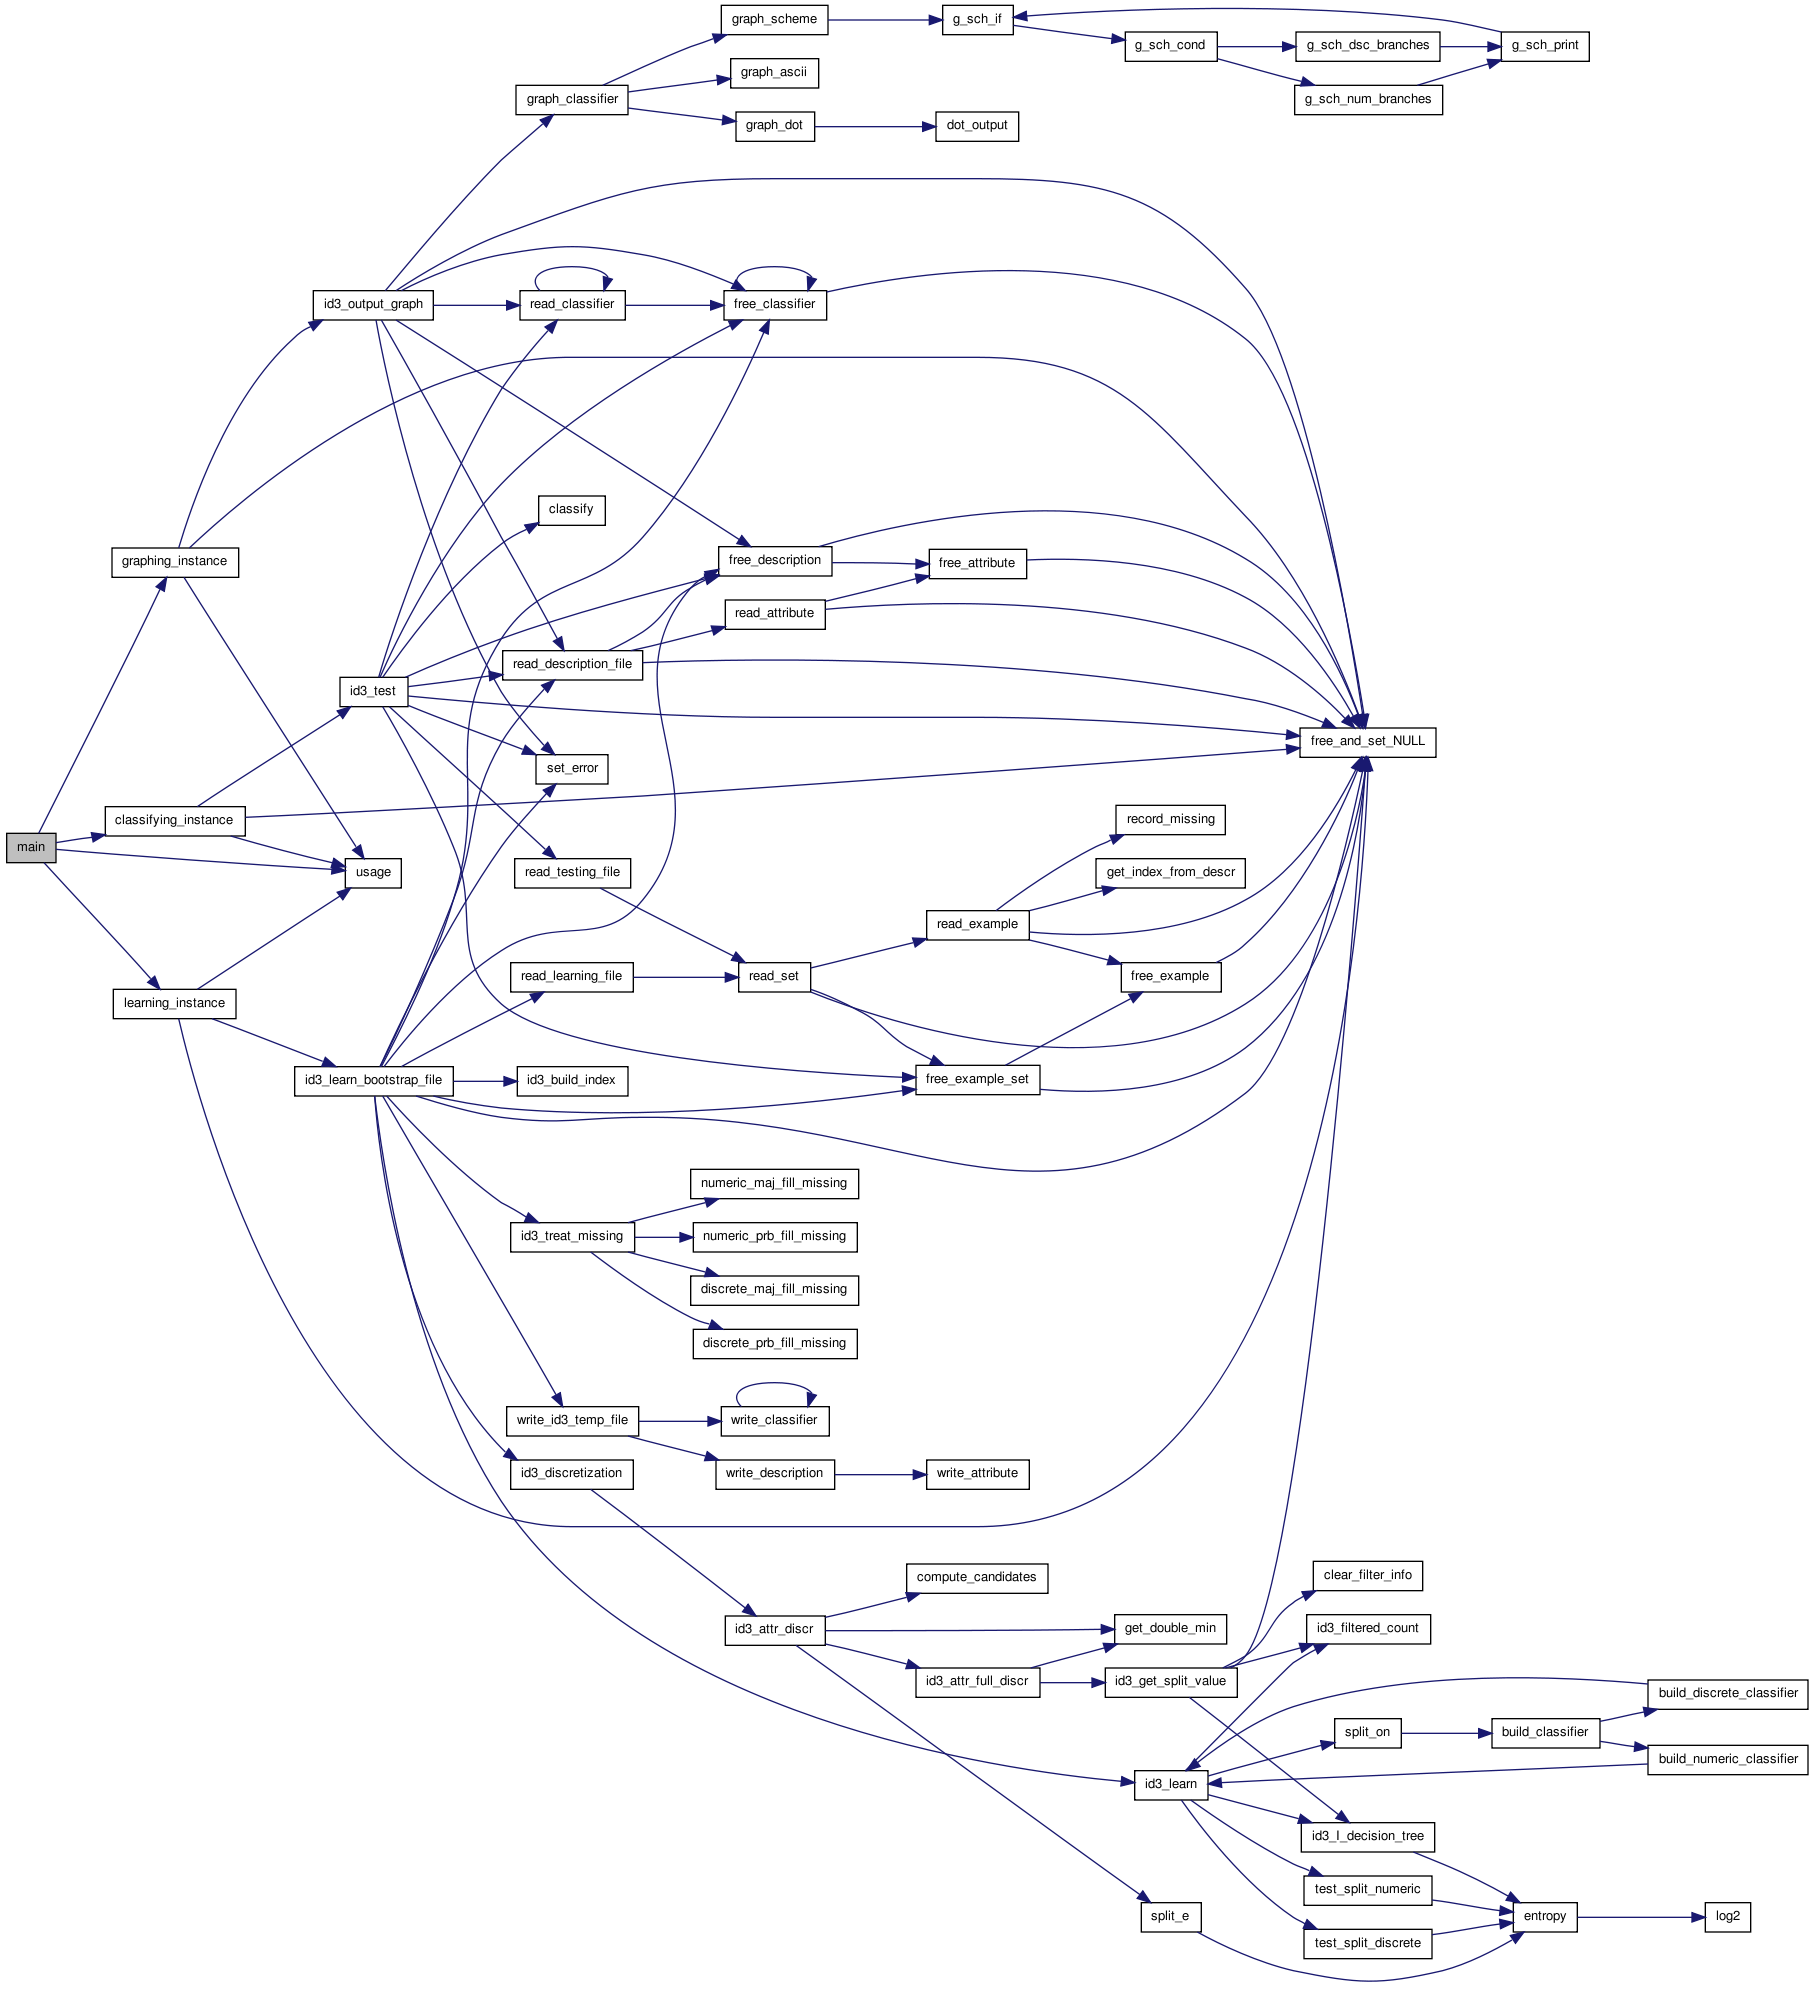 graph_scheme
g_sch_if
g_sch_cond
g_sch_dsc_branches
g_sch_print
graph_ascii
graph_classifier
g_sch_num_branches
graph_dot
dot_output
id3_output_graph
read_classifier
free_classifier
classify
graphing_instance
free_description
free_attribute
read_attribute
read_description_file
id3_test
free_and_set_NULL
set_error
classifying_instance
record_missing
main
usage
read_testing_file
get_index_from_descr
read_example
read_learning_file
read_set
free_example
learning_instance
id3_learn_bootstrap_file
id3_build_index
free_example_set
numeric_maj_fill_missing
id3_treat_missing
numeric_prb_fill_missing
discrete_maj_fill_missing
discrete_prb_fill_missing
write_id3_temp_file
write_classifier
id3_discretization
write_description
write_attribute
compute_candidates
clear_filter_info
id3_attr_discr
get_double_min
id3_filtered_count
id3_attr_full_discr
id3_get_split_value
build_discrete_classifier
split_on
build_classifier
build_numeric_classifier
id3_learn
id3_I_decision_tree
test_split_numeric
split_e
entropy
log2
test_split_discrete